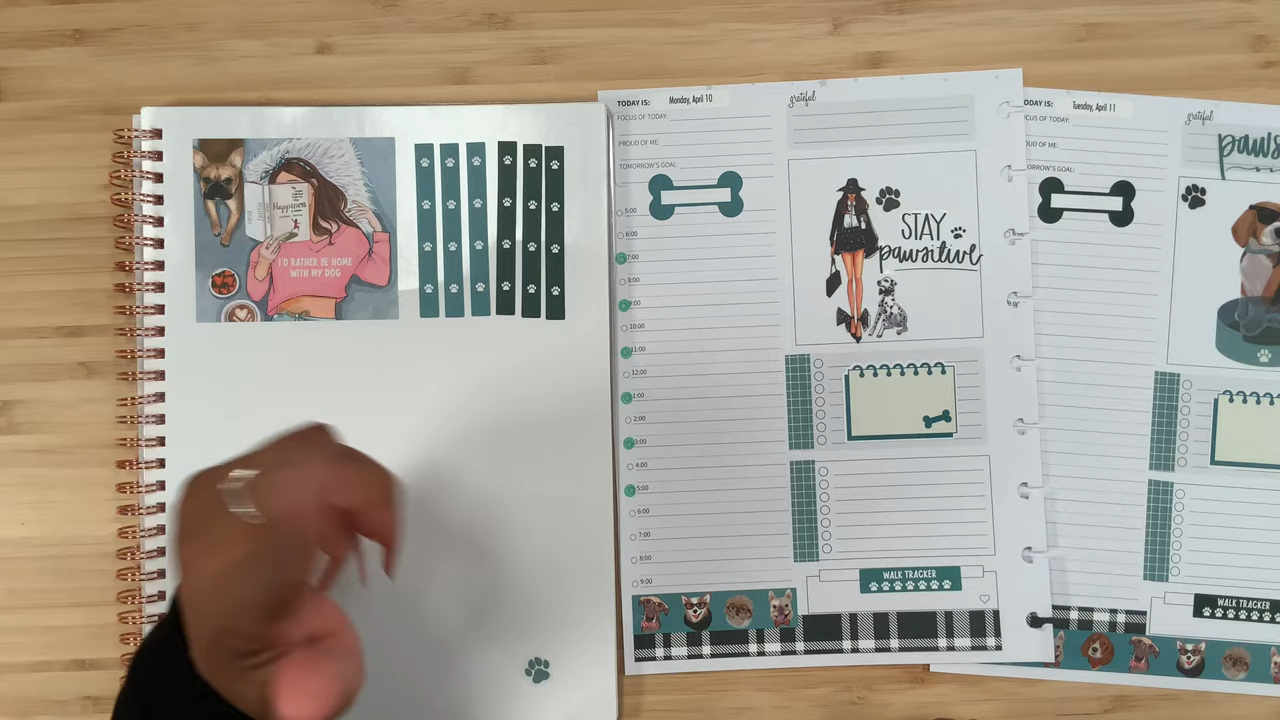 Happiness
I'D RATHER BE HOME
WITH MY DOG
TODAY IS: Monday, April 10
grateful
FOCUS OF TODAY:
PROUD OF ME:
TOMORROW'S GOAL:
5:00
6:00
7:00
8:00
9:00
10:00
11:00
12:00
1:00
2:00
3:00
4:00
5:00
6:00
7:00
8:00
9:00
STAY
pawsitive
WALK TRACKER
TODAY IS: Tuesday, April 11
grateful
FOCUS OF TODAY:
PROUD OF ME:
TOMORROW'S GOAL:
paws
WALK TRACKER